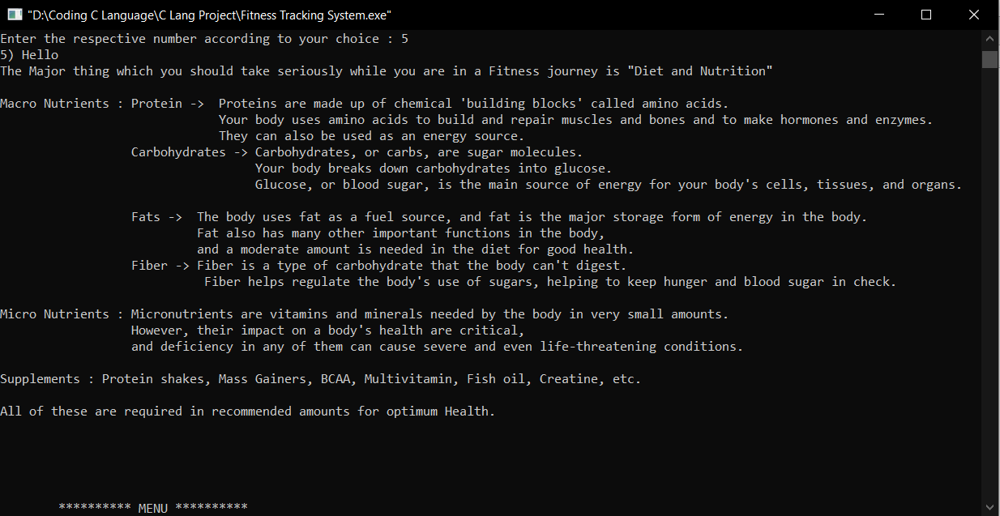 "D:\Coding C Language\C Lang Project\Fitness Tracking System.exe"
Enter the respective number according to your choice : 5
5) Hello
The Major thing which you should take seriously while you are in a Fitness journey is "Diet and Nutrition"
Macro Nutrients : Protein ->  Proteins are made up of chemical 'building blocks' called amino acids.
Your body uses amino acids to build and repair muscles and bones and to make hormones and enzymes.
They can also be used as an energy source.
Carbohydrates -> Carbohydrates, or carbs, are sugar molecules.
Your body breaks down carbohydrates into glucose.
Glucose, or blood sugar, is the main source of energy for your body's cells, tissues, and organs.
Fats ->  The body uses fat as a fuel source, and fat is the major storage form of energy in the body.
Fat also has many other important functions in the body,
and a moderate amount is needed in the diet for good health.
Fiber -> Fiber is a type of carbohydrate that the body can't digest.
Fiber helps regulate the body's use of sugars, helping to keep hunger and blood sugar in check.
Micro Nutrients : Micronutrients are vitamins and minerals needed by the body in very small amounts.
However, their impact on a body's health are critical,
and deficiency in any of them can cause severe and even life-threatening conditions.
Supplements : Protein shakes, Mass Gainers, BCAA, Multivitamin, Fish oil, Creatine, etc.
All of these are required in recommended amounts for optimum Health.
********** MENU **********